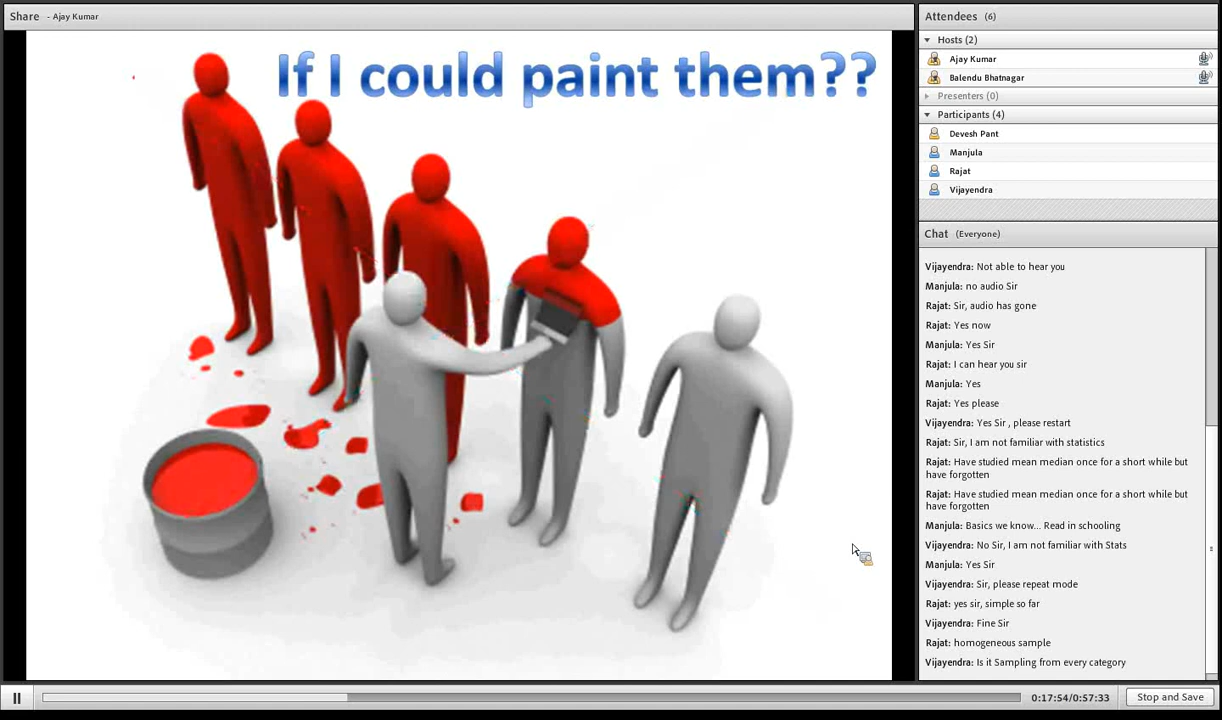 Share - Ajay Kumar
If I could paint them??
Attendees (6)
Hosts (2)
Ajay Kumar
Balendu Bhatnagar
Presenters (0)
Participants (4)
Devesh Pant
Manjula
Rajat
Vijayendra
Chat (Everyone)
Vijayendra: Not able to hear you
Manjula: no audio Sir
Rajat: Sir, audio has gone
Rajat: Yes now
Manjula: Yes Sir
Rajat: I can hear you sir
Manjula: Yes
Rajat: Yes please
Vijayendra: Yes Sir , please restart
Rajat: Sir, I am not familiar with statistics
Rajat: Have studied mean median once for a short while but
have forgotten
Rajat: Have studied mean median once for a short while but
have forgotten
Manjula: Basics we know... Read in schooling
Vijayendra: No Sir, I am not familiar with Stats
Manjula: Yes Sir
Vijayendra: Sir, please repeat mode
Rajat: yes sir, simple so far
Vijayendra: Fine Sir
Rajat: homogeneous sample
Vijayendra: Is it Sampling from every category
0:17:54/0:57:33
Stop and Save